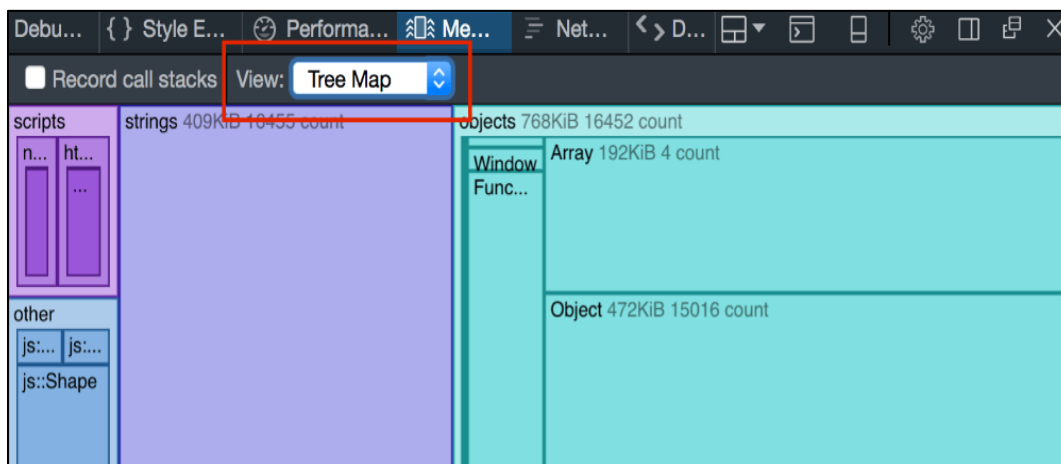 Debu... { } Style E... Performa... Me... Net... D...
Record call stacks View: Tree Map
scripts
n... ht...
...
strings 409KiB 18455 count
objects 768KiB 16452 count
Window
Func...
Array 192KiB 4 count
Object 472KiB 15016 count
other
js:... js:...
js::Shape